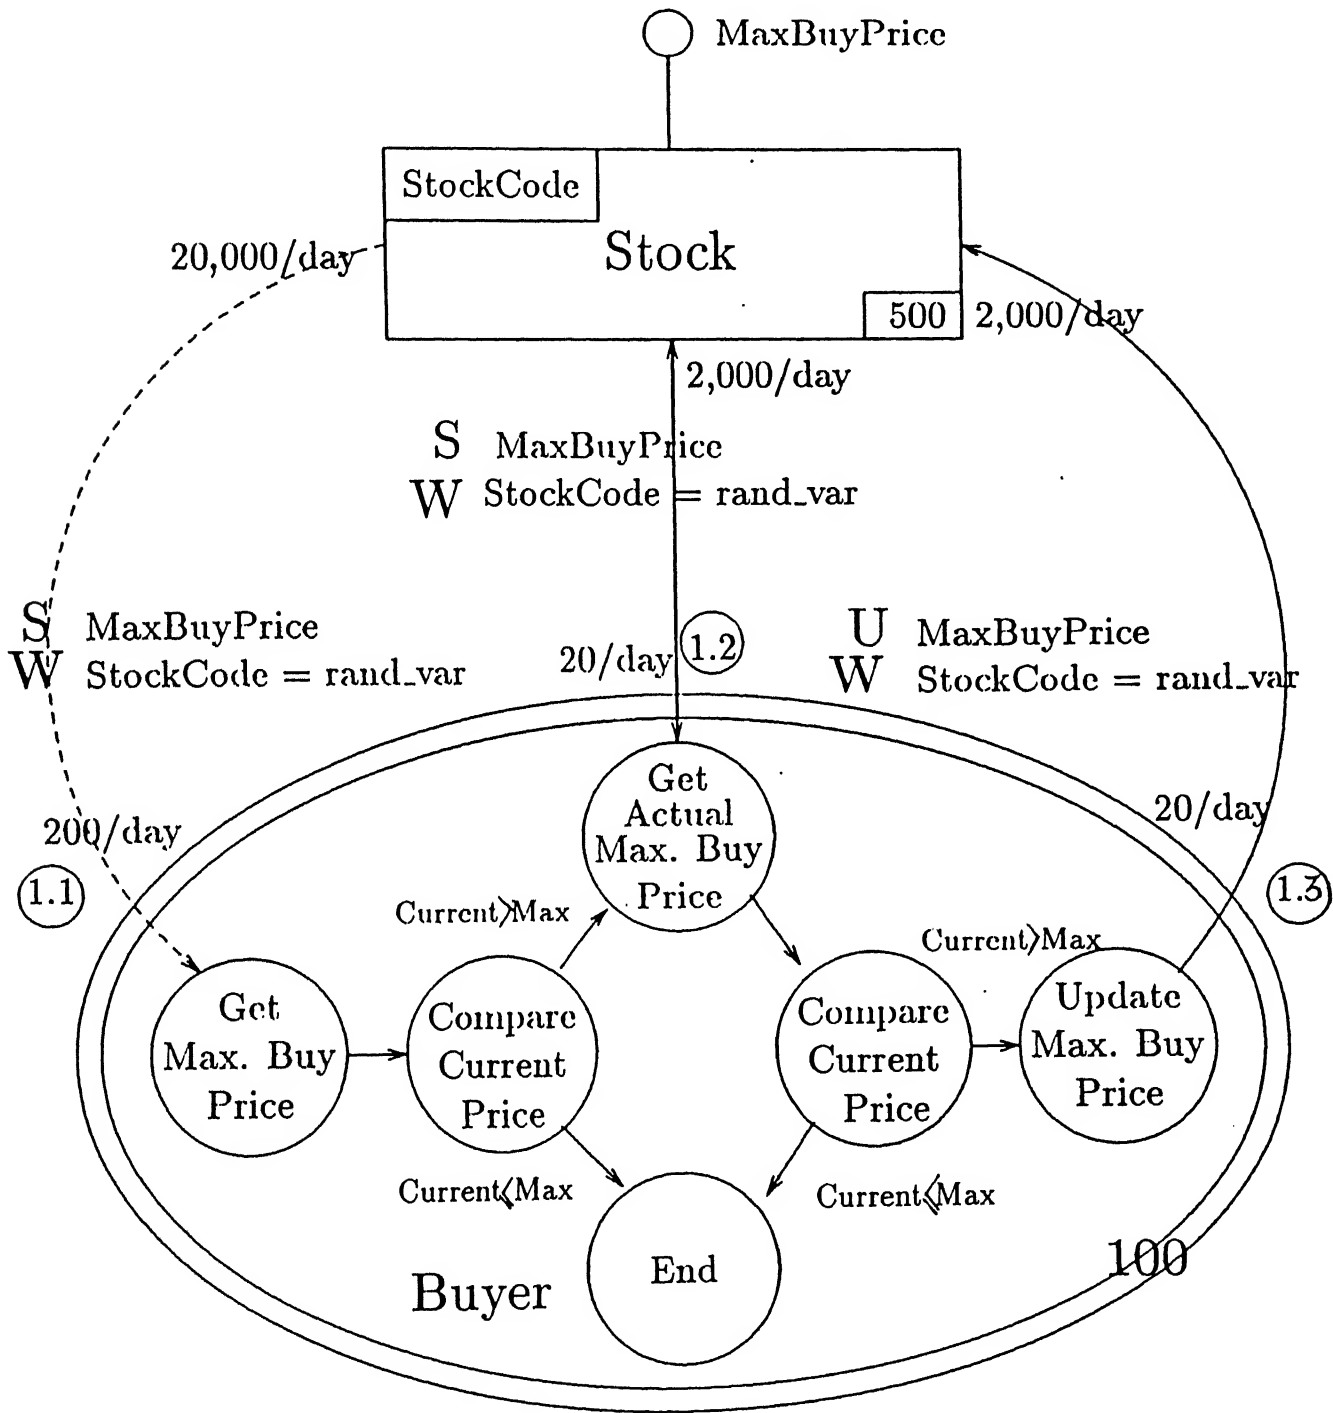 MaxBuyPrice
StockCode
20,000/day
Stock
500
2,000/day
2,000/day
S MaxBuyPrice
W StockCode = rand_var
S MaxBuyPrice
W StockCode = rand_var
20/day
1.2
U MaxBuyPrice
W StockCode = rand_var
200/day
1.1
20/day
1.3
Get
Actual
Max. Buy
Price
Current>Max
Current>Max
Get
Max. Buy
Price
Compare
Current
Price
Compare
Current
Price
Update
Max. Buy
Price
Current⩽Max
Current⩽Max
End
100
Buyer